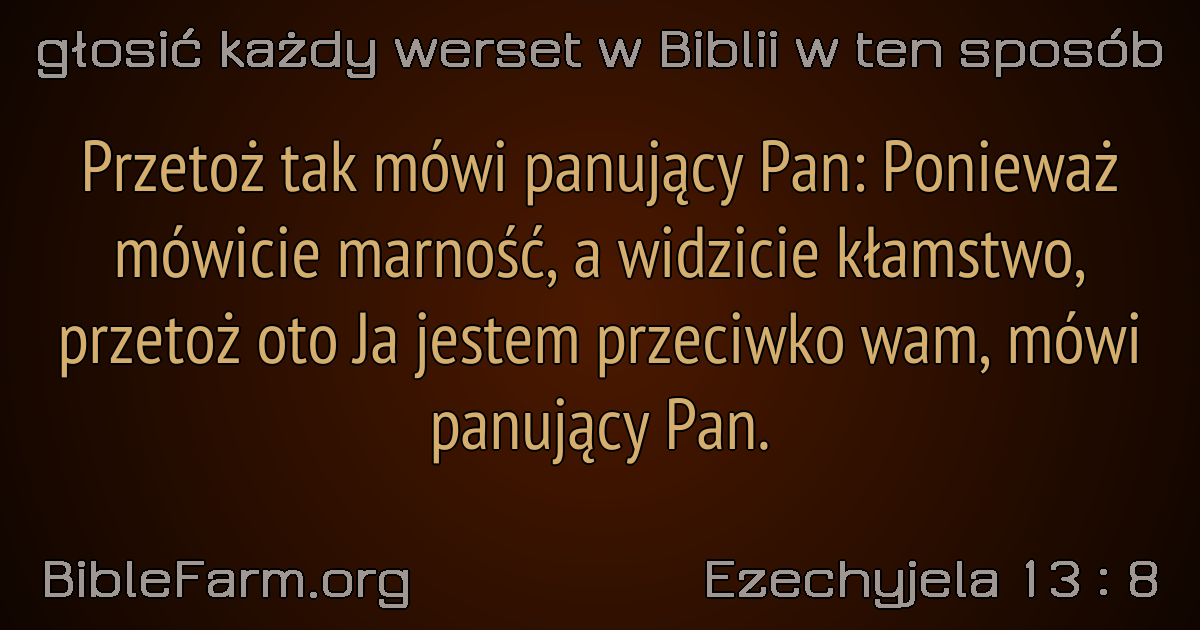 głosić każdy werset w Biblii w ten sposób
Przetoż tak mówi panujący Pan: Ponieważ
mówicie marność, a widzicie kłamstwo,
przetoż oto Ja jestem przeciwko wam, mówi
panujący Pan.
BibleFarm.org
Ezechyjela 13 : 8